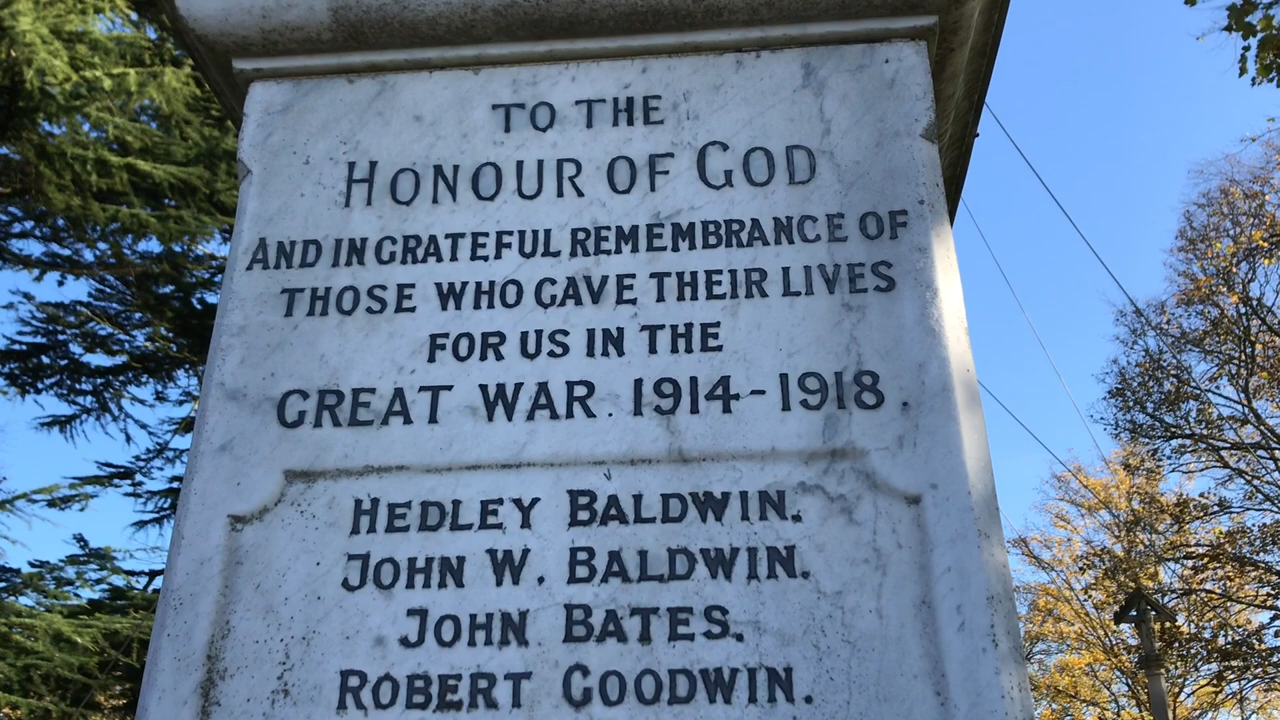 TO THE
HONOUR OF GOD
AND IN GRATEFUL REMEMBRANCE OF
THOSE WHO GAVE THEIR LIVES
FOR US IN THE
GREAT WAR. 1914-1918.
HEDLEY BALDWIN.
JOHN W. BALDWIN.
JOHN BATES.
ROBERT GOODWIN.